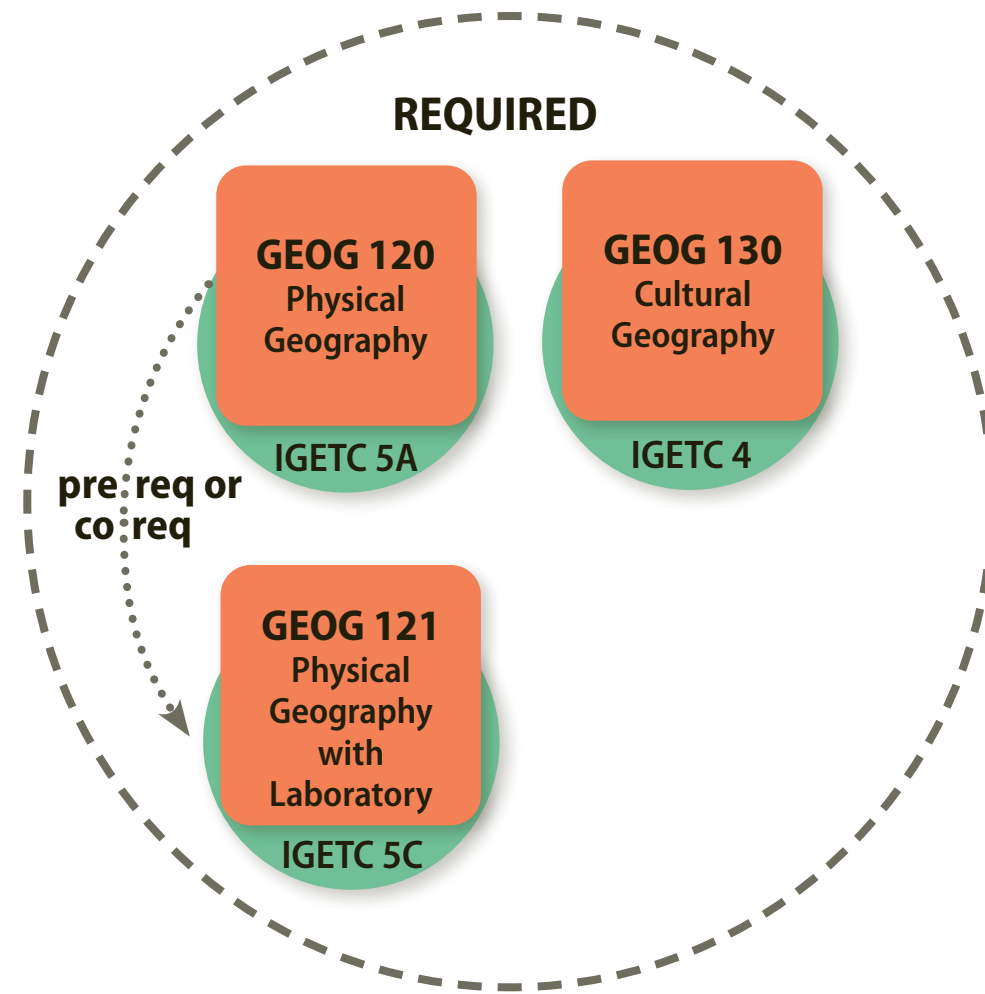 REQUIRED
GEOG 120
Physical
Geography
IGETC 5A
GEOG 130
Cultural
Geography
IGETC 4
pre req or
co req
GEOG 121
Physical
Geography
with
Laboratory
IGETC 5C